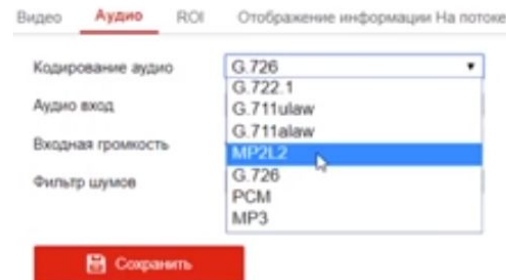 Видео Аудио ROI Отображение информации На потоке
Кодирование аудио G.726
G.722.1
Аудио вход G.711ulaw
G.711alaw
Входная громкость MP2L2
Фильтр шумов G.726
PCM
MP3
Сохранить